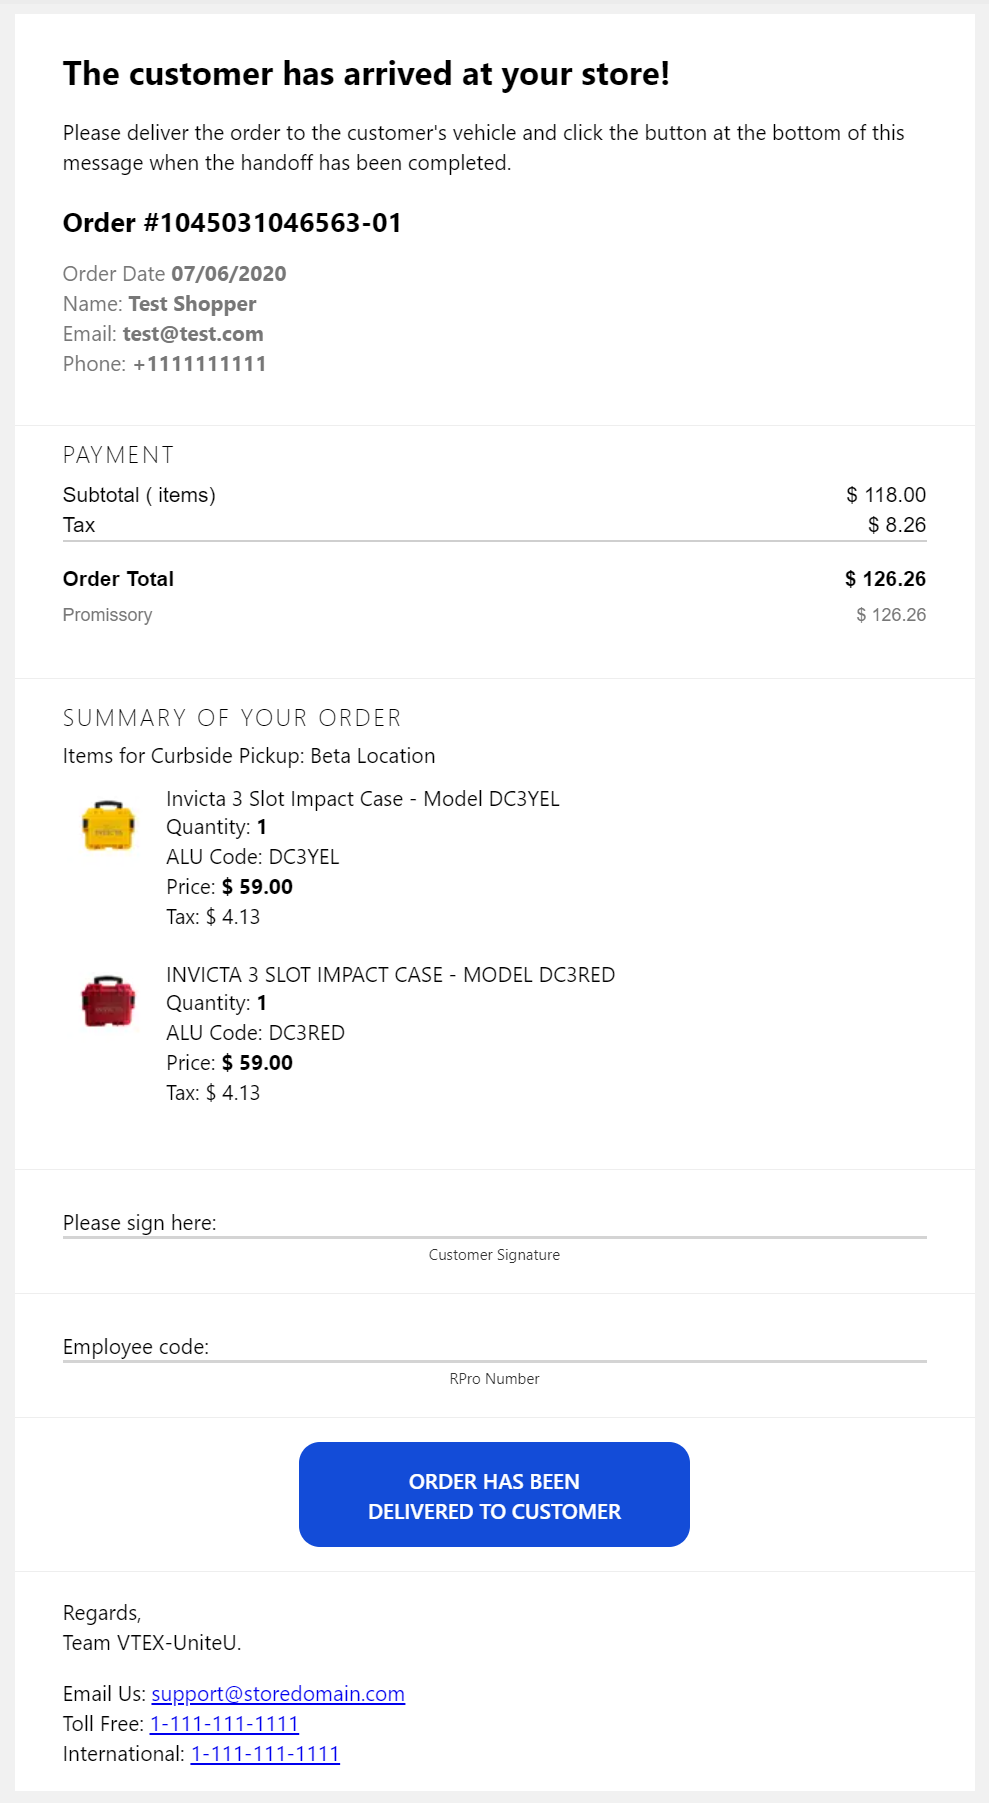 The customer has arrived at your store!
Please deliver the order to the customer's vehicle and click the button at the bottom of this
message when the handoff has been completed.
Order #1045031046563-01
Order Date 07/06/2020
Name: Test Shopper
Email: test@test.com
Phone: +1111111111
PAYMENT
Subtotal ( items) $ 118.00
Tax $ 8.26
Order Total $ 126.26
Promissory $ 126.26
SUMMARY OF YOUR ORDER
Items for Curbside Pickup: Beta Location
Invicta 3 Slot Impact Case - Model DC3YEL
Quantity: 1
ALU Code: DC3YEL
Price: $ 59.00
Tax: $ 4.13
INVICTA 3 SLOT IMPACT CASE - MODEL DC3RED
Quantity: 1
ALU Code: DC3RED
Price: $ 59.00
Tax: $ 4.13
Please sign here:
Customer Signature
Employee code:
RPro Number
ORDER HAS BEEN
DELIVERED TO CUSTOMER
Regards,
Team VTEX-UniteU.
Email Us: support@storedomain.com
Toll Free: 1-111-111-1111
International: 1-111-111-1111